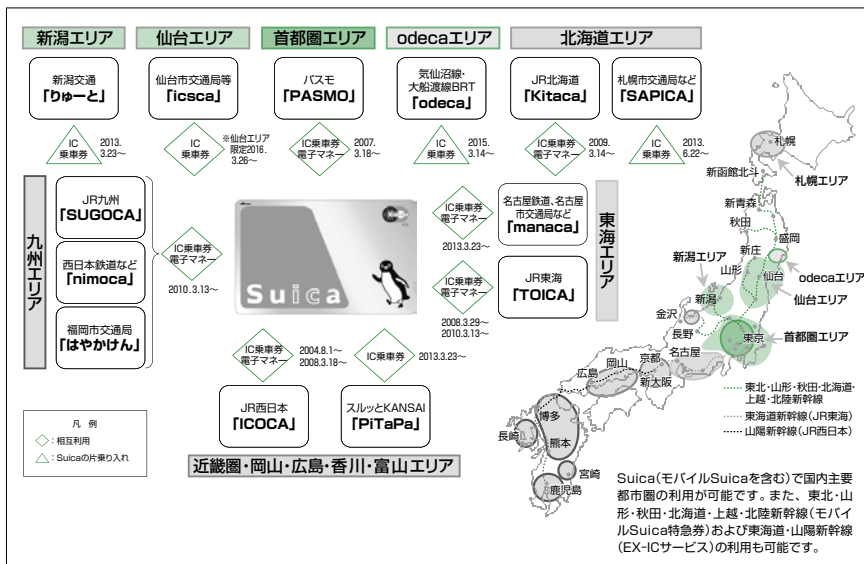 新潟エリア
仙台エリア
首都圏エリア
odecaエリア
北海道エリア
新潟交通
「りゅーと」
仙台市交通局等
「icsca」
パスモ
「PASMO」
気仙沼線・
大船渡線BRT
「odeca」
JR北海道
「Kitaca」
札幌市交通局など
「SAPICA」
IC
乗車券
2013.
3.23〜
IC
乗車券
※仙台エリア
限定2016.
3.26〜
IC乗車券
電子マネー
2007.
3.18〜
IC
乗車券
2015.
3.14〜
IC乗車券
電子マネー
2009.
3.14〜
IC
乗車券
2013.
6.22〜
九州エリア
JR九州
「SUGOCA」
西日本鉄道など
「nimoca」
福岡市交通局
「はやかけん」
IC乗車券
電子マネー
2010.3.13〜
Suica
IC乗車券
電子マネー
2013.3.23〜
名古屋鉄道、名古屋
市交通局など
「manaca」
IC乗車券
電子マネー
2008.3.29〜
2010.3.13〜
JR東海
「TOICA」
東海エリア
IC乗車券
電子マネー
2004.8.1〜
2008.3.18〜
IC乗車券
2013.3.23〜
JR西日本
「ICOCA」
スルッとKANSAI
「PiTaPa」
近畿圏・岡山・広島・香川・富山エリア
凡 例
:相互利用
:Suicaの片乗り入れ
札幌
札幌エリア
新函館北斗
新青森
秋田
盛岡
新庄
新潟エリア
山形
odecaエリア
仙台
仙台エリア
新潟
金沢
長野
東京
首都圏エリア
名古屋
京都
新大阪
岡山
広島
博多
長崎
熊本
宮崎
鹿児島
東北・山形・秋田・北海道・
上越・北陸新幹線
東海道新幹線(JR東海)
山陽新幹線(JR西日本)
Suica(モバイルSuicaを含む)で国内主要
都市圏の利用が可能です。また、東北・山
形・秋田・北海道・上越・北陸新幹線(モバイ
ルSuica特急券)および東海道・山陽新幹線
(EX-ICサービス)の利用も可能です。